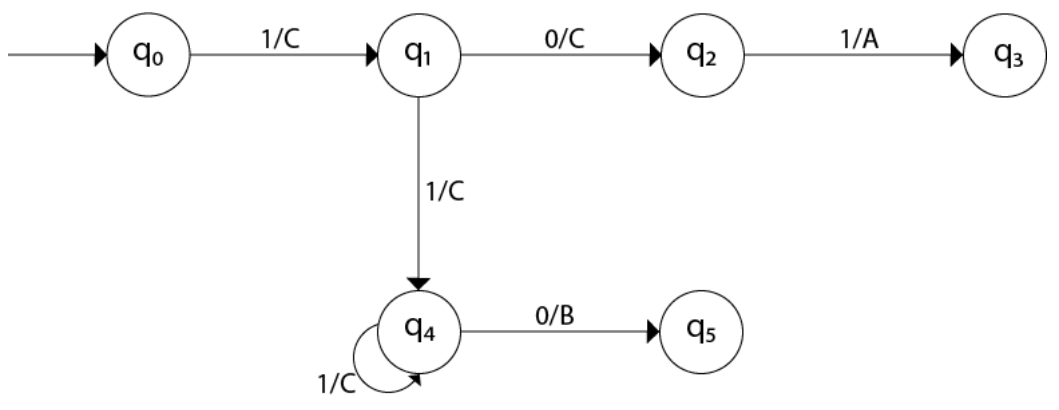 q₀ 1/C q₁ 0/C q₂ 1/A q₃
1/C
q₄ 0/B q₅
1/C